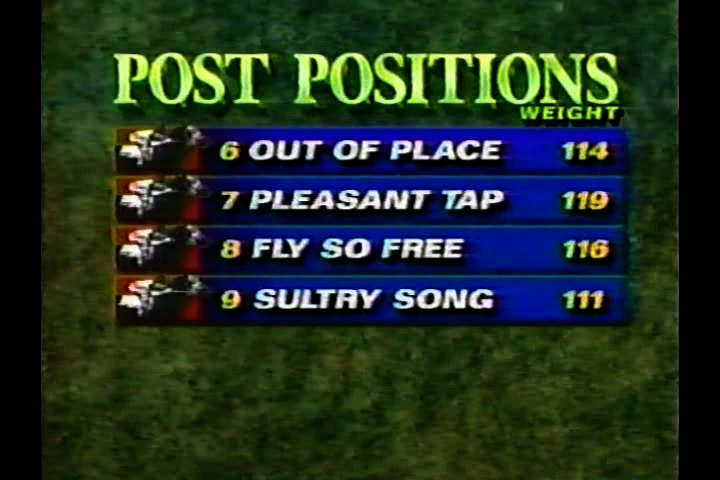 POST POSITIONS
WEIGHT
6 OUT OF PLACE 114
7 PLEASANT TAP 119
8 FLY SO FREE 116
9 SULTRY SONG 111